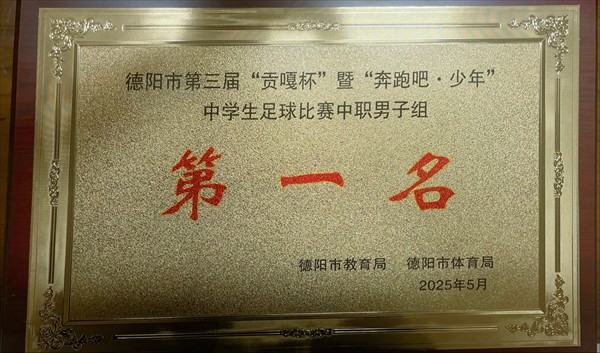 德阳市第三届“贡嘎杯”暨“奔跑吧·少年”
中学生足球比赛中职男子组
第一名
德阳市教育局 德阳市体育局
2025年5月